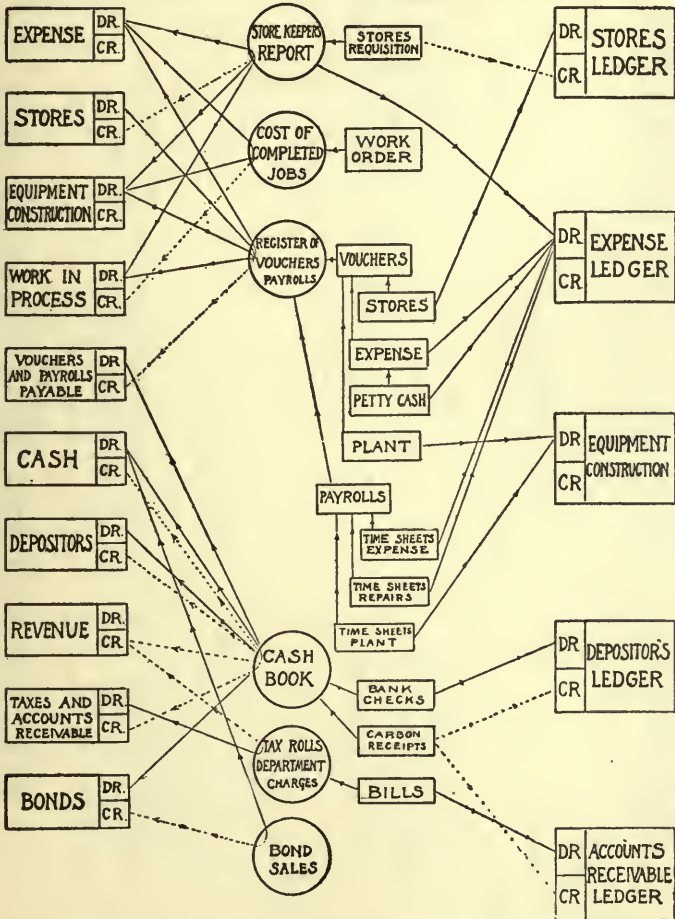 EXPENSE
DR.
CR.
STORES
DR.
CR.
EQUIPMENT
CONSTRUCTION
DR.
CR.
WORK IN
PROCESS
DR.
CR.
VOUCHERS
AND PAYROLLS
PAYABLE
DR
CR.
CASH
DR.
CR.
DEPOSITORS
DR.
CR.
REVENUE
DR.
CR.
TAXES AND
ACCOUNTS
RECEIVABLE
DR.
CR.
BONDS
DR.
CR.
STORE KEEPERS
REPORT
COST OF
COMPLETED
JOBS
REGISTER OF
VOUCHERS
PAYROLLS
CASH
BOOK
TAX ROLLS
DEPARTMENT
CHARGES
BOND
SALES
STORES
REQUISITION
WORK
ORDER
VOUCHERS
STORES
EXPENSE
PETTY CASH
PLANT
PAYROLLS
TIME SHEETS
EXPENSE
TIME SHEETS
REPAIRS
TIME SHEETS
PLANT
BANK
CHECKS
CARBON
RECEIPTS
BILLS
DR.
CR.
STORES
LEDGER
DR.
CR.
EXPENSE
LEDGER
DR
CR
EQUIPMENT
CONSTRUCTION
DR
CR
DEPOSITOR'S
LEDGER
DR
CR
ACCOUNTS
RECEIVABLE
LEDGER